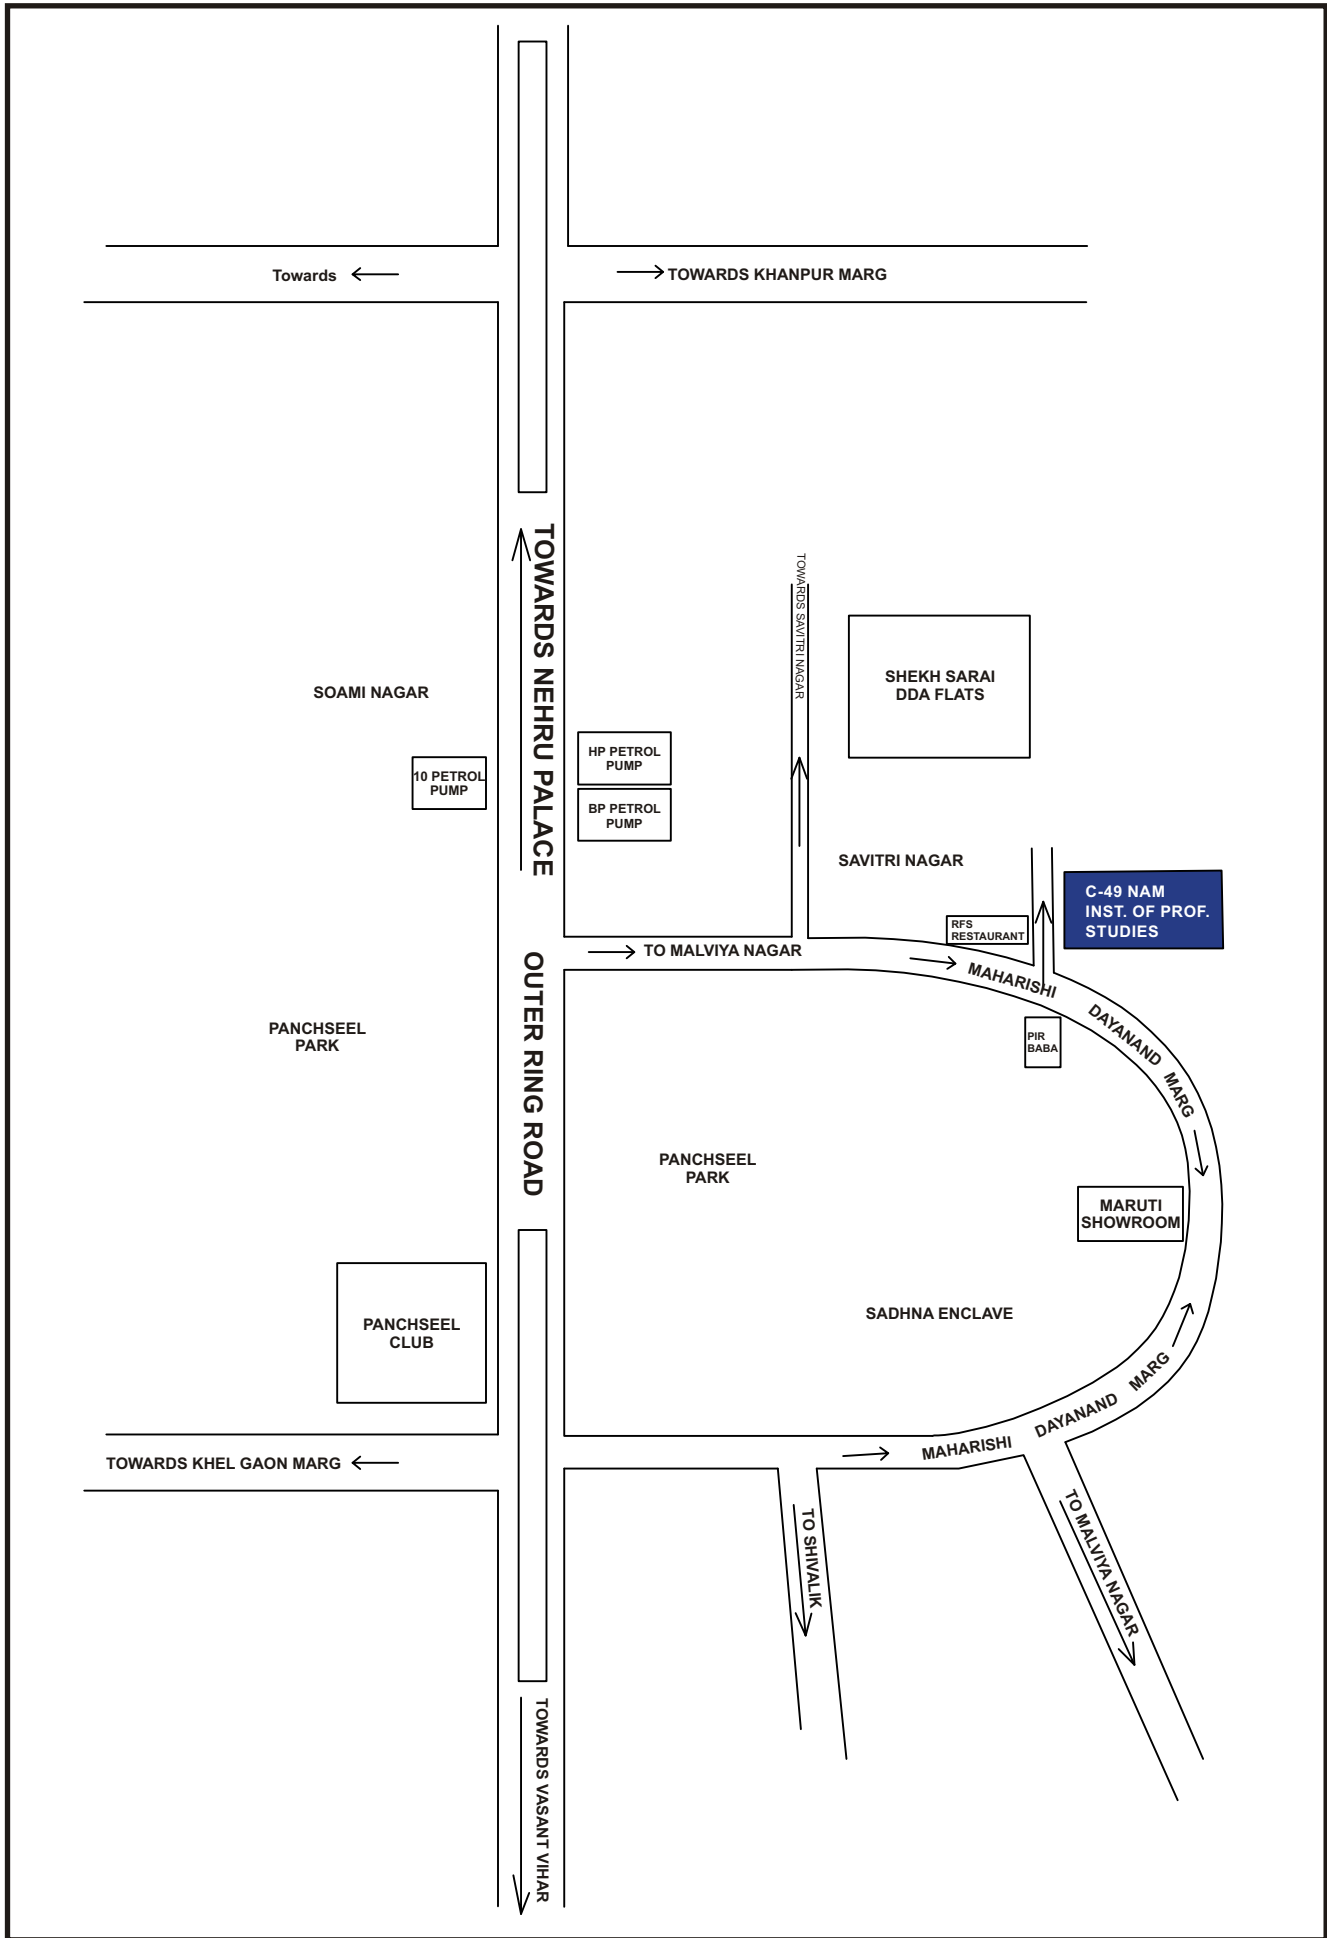 Towards
TOWARDS KHANPUR MARG
TOWARDS NEHRU PALACE
TOWARDS SAVITRI NAGAR
SHEKH SARAI
DDA FLATS
SOAMI NAGAR
HP PETROL
PUMP
10 PETROL
PUMP
BP PETROL
PUMP
SAVITRI NAGAR
C-49 NAM
INST. OF PROF.
STUDIES
RFS
RESTAURANT
TO MALVIYA NAGAR
OUTER RING ROAD
MAHARISHI DAYANAND MARG
PANCHSEEL
PARK
PIR
BABA
PANCHSEEL
PARK
MARUTI
SHOWROOM
SADHNA ENCLAVE
PANCHSEEL
CLUB
MAHARISHI DAYANAND MARG
TOWARDS KHEL GAON MARG
TO SHIVALIK
TO MALVIYA NAGAR
TOWARDS VASANT VIHAR